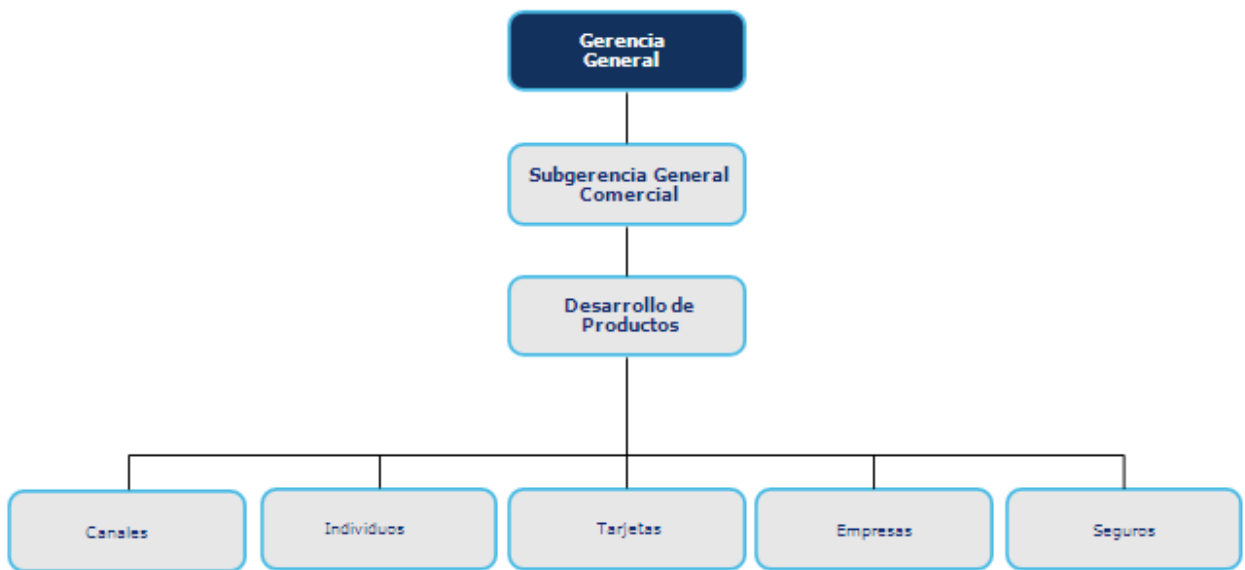 Gerencia
General
Subgerencia General
Comercial
Desarrollo de
Productos
Canales
Individuos
Tarjetas
Empresas
Seguros